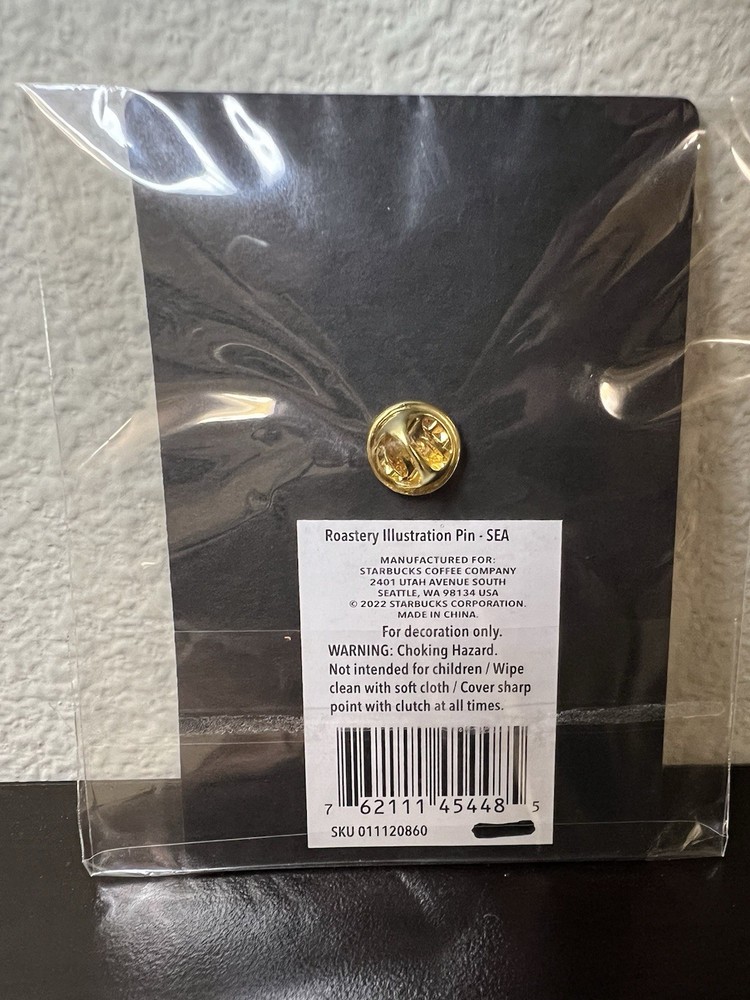 Roastery Illustration Pin - SEA
MANUFACTURED FOR:
STARBUCKS COFFEE COMPANY
2401 UTAH AVENUE SOUTH
SEATTLE, WA 98134 USA
© 2022 STARBUCKS CORPORATION.
MADE IN CHINA.
For decoration only.
WARNING: Choking Hazard.
Not intended for children / Wipe
clean with soft cloth / Cover sharp
point with clutch at all times.
7 62111 45448 5
SKU 011120860